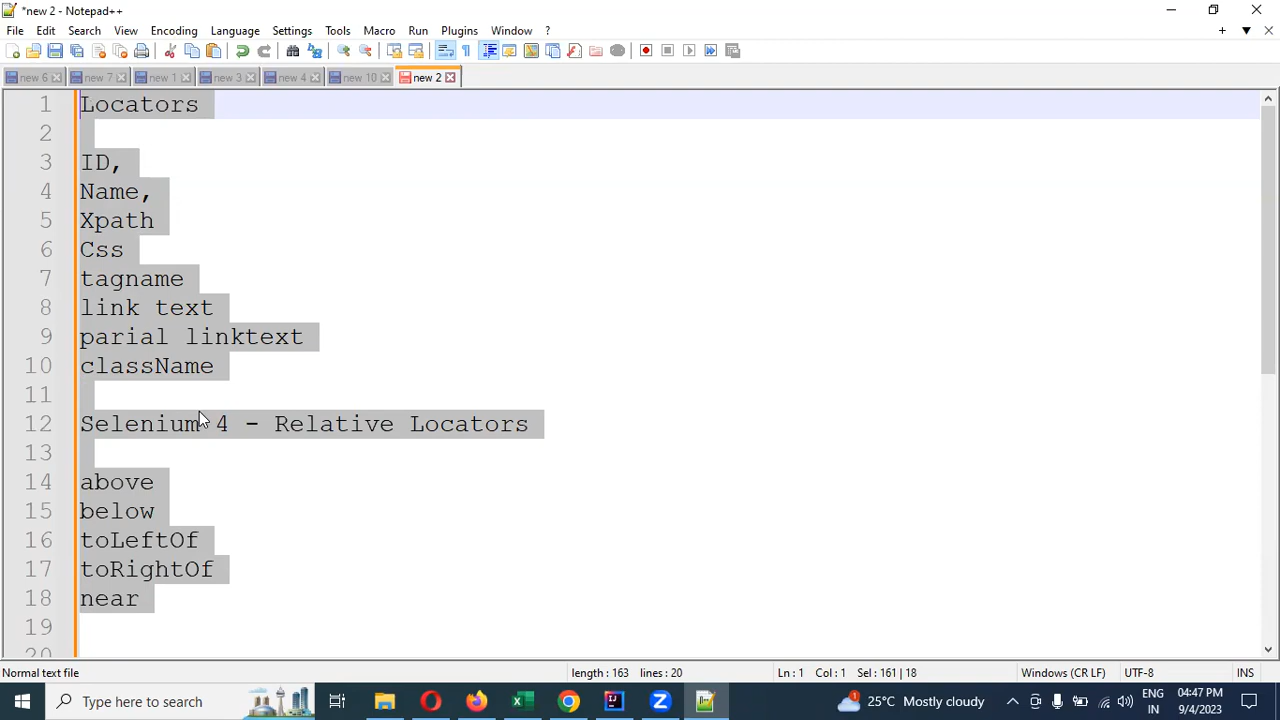 *new 2 - Notepad++
File Edit Search View Encoding Language Settings Tools Macro Run Plugins Window ?
new 6 new 7 new 1 new 3 new 4 new 10 new 2
1 Locators
2
3 ID,
4 Name,
5 Xpath
6 Css
7 tagname
8 link text
9 parial linktext
10 className
11
12 Selenium 4 - Relative Locators
13
14 above
15 below
16 toLeftOf
17 toRightOf
18 near
19
20
Normal text file length : 163 lines : 20 Ln : 1 Col : 1 Sel : 161 | 18 Windows (CR LF) UTF-8 INS
Type here to search 1 25°C Mostly cloudy ENG IN 04:47 PM 9/4/2023